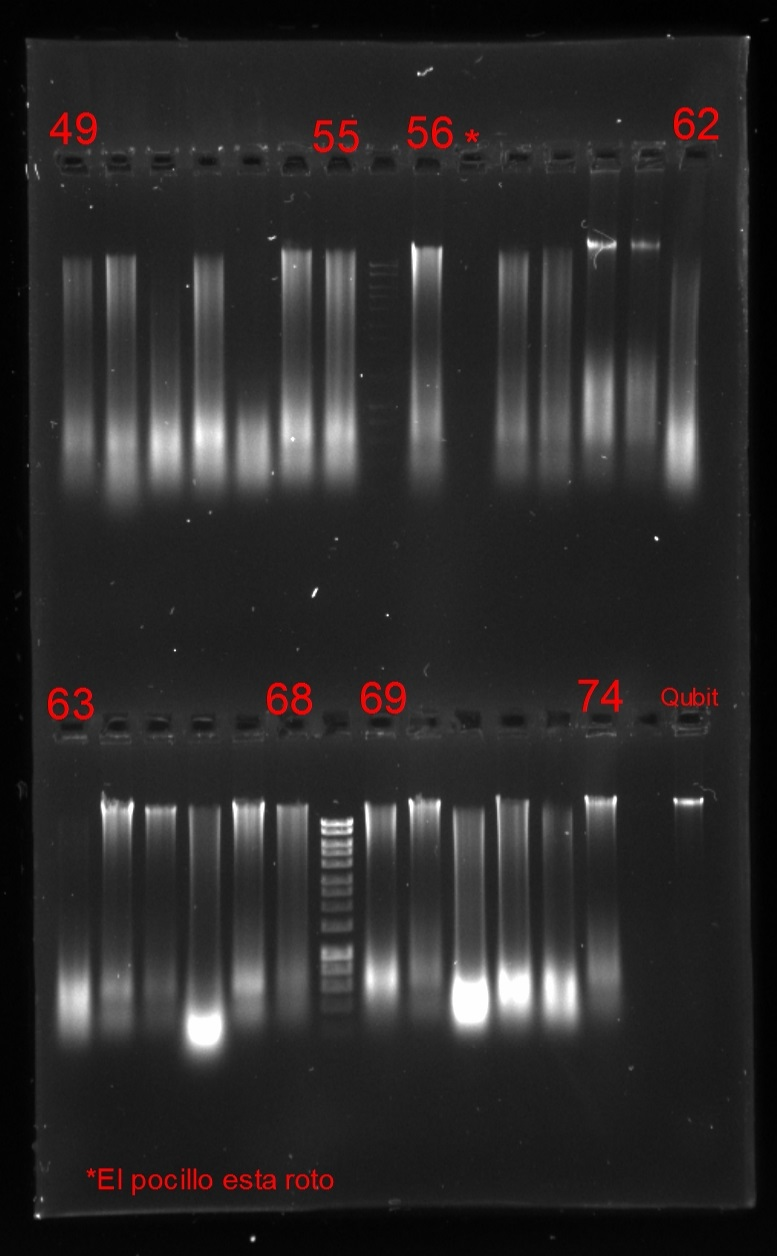 49 55 56 * 62
63 68 69 74 Qubit
*El pocillo esta roto